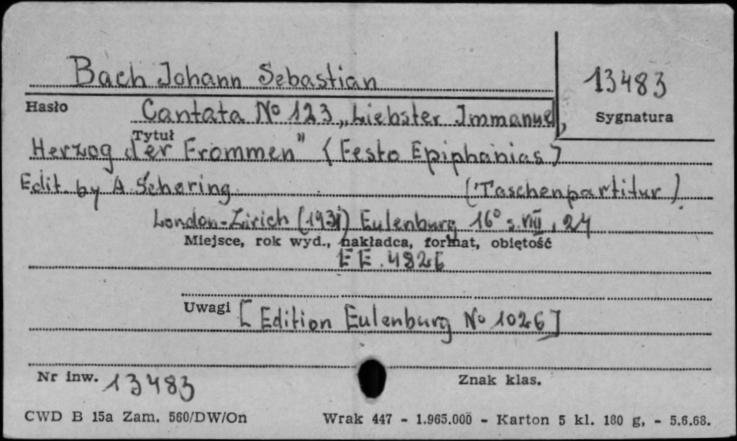 Bach Johann Sebastian
13483
Hasło
Cantata No 123 „Liebster Immanuel,
Sygnatura
Tytuł
Herzog der Frommen" (Festo Epiphanias)
Edit. by A. Schering (Taschenpartitur).
London-Zürich (1931) Eulenburg 16° s. VIII, 24
Miejsce, rok wyd., nakładca, format, objętość
EE. 4826
Uwagi [Edition Eulenburg No 1026]
Nr inw. 13483
Znak klas.
CWD B 15a Zam. 560/DW/On Wrak 447 - 1.965.000 - Karton 5 kl. 180 g. - 5.6.68.